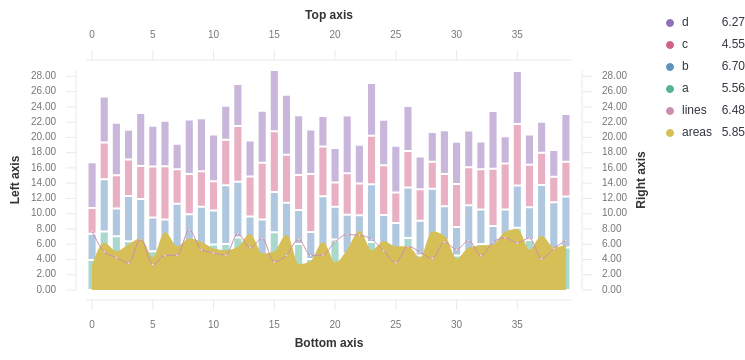 Top axis
0 5 10 15 20 25 30 35
28.00 28.00
26.00 26.00
24.00 24.00
22.00 22.00
20.00 20.00
18.00 18.00
16.00 16.00
14.00 14.00
12.00 12.00
10.00 10.00
8.00 8.00
6.00 6.00
4.00 4.00
2.00 2.00
0.00 0.00
Left axis
Right axis
0 5 10 15 20 25 30 35
Bottom axis
d 6.27
c 4.55
b 6.70
a 5.56
lines 6.48
areas 5.85